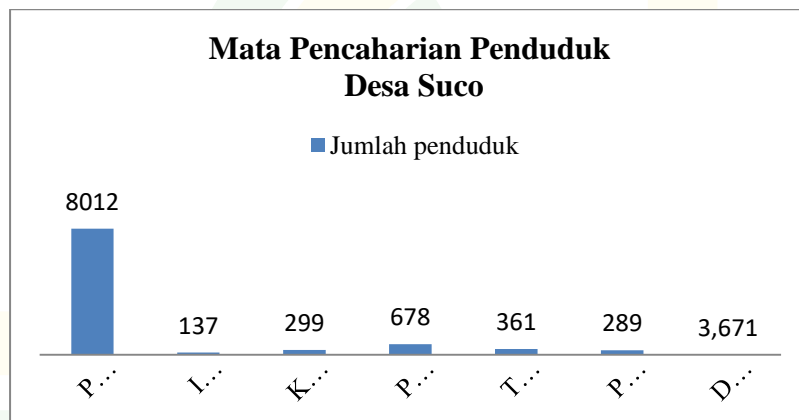 Mata Pencaharian Penduduk
Desa Suco
Jumlah penduduk
8012
137
299
678
361
289
3,671
P...
I...
K...
P...
T...
P...
D...